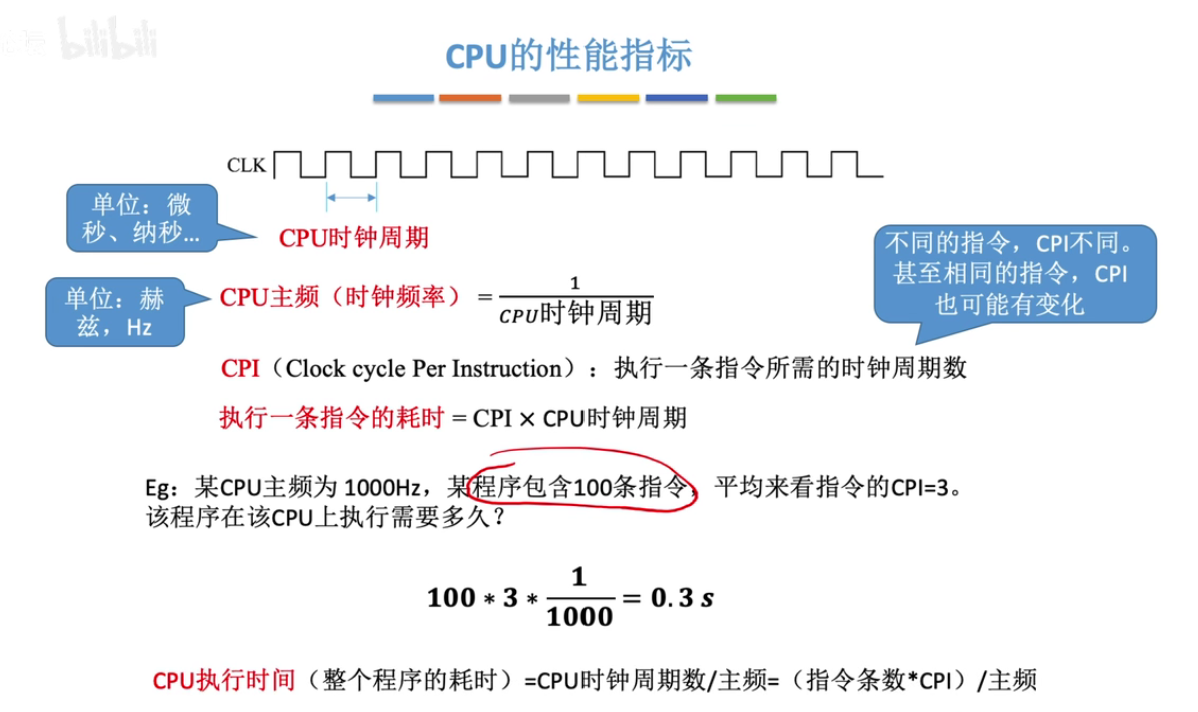 bilibili
CPU的性能指标
CLK
单位：微
秒、纳秒...
CPU时钟周期
不同的指令，CPI不同。
甚至相同的指令，CPI
也可能有变化
单位：赫
兹，Hz
CPU主频（时钟频率）=
1
CPU时钟周期
CPI（Clock cycle Per Instruction）：执行一条指令所需的时钟周期数
执行一条指令的耗时 = CPI × CPU时钟周期
Eg：某CPU主频为 1000Hz，某程序包含100条指令，平均来看指令的CPI=3。
该程序在该CPU上执行需要多久？
100 * 3 * 1/1000 = 0.3 s
CPU执行时间（整个程序的耗时）=CPU时钟周期数/主频=（指令条数*CPI）/主频